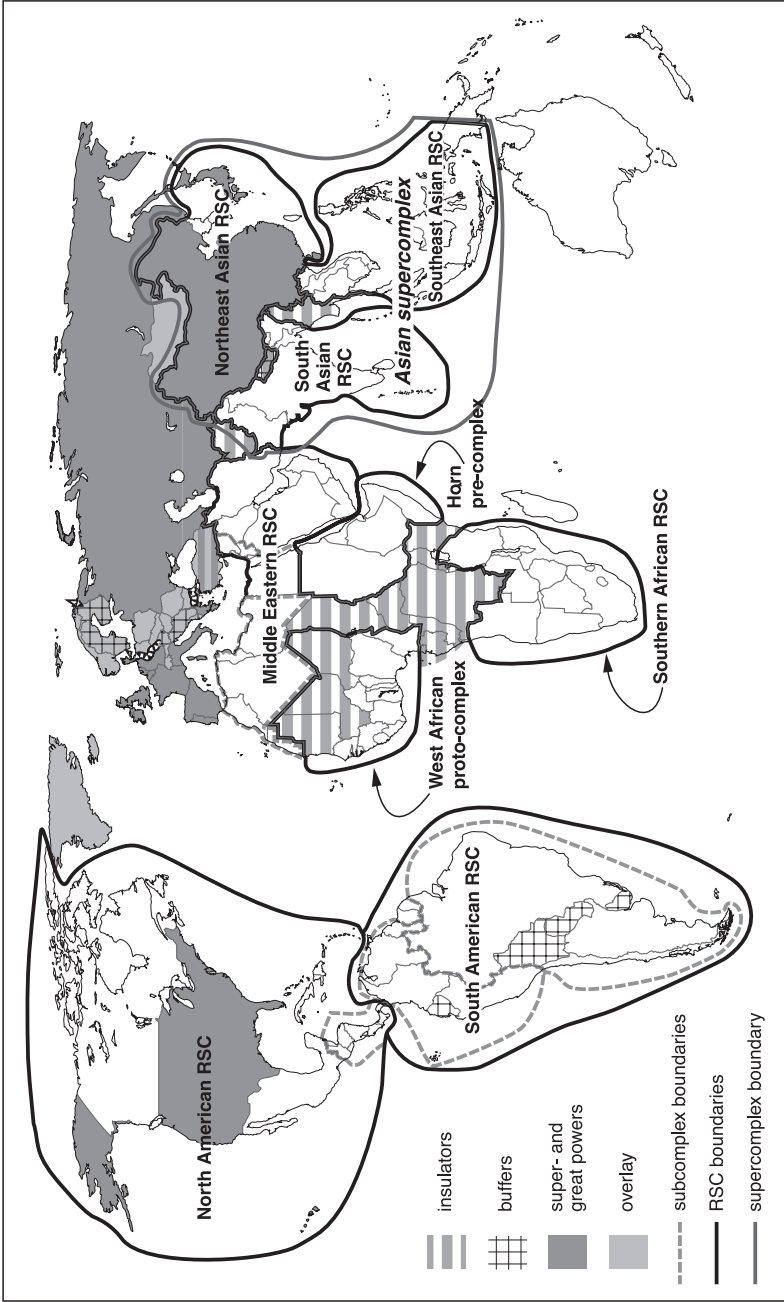 North American RSC
South American RSC
West African
proto-complex
Middle Eastern RSC
Horn
pre-complex
Southern African RSC
Northeast Asian RSC
South
Asian
RSC
Asian supercomplex
Southeast Asian RSC
insulators
buffers
super- and
great powers
overlay
subcomplex boundaries
RSC boundaries
supercomplex boundary